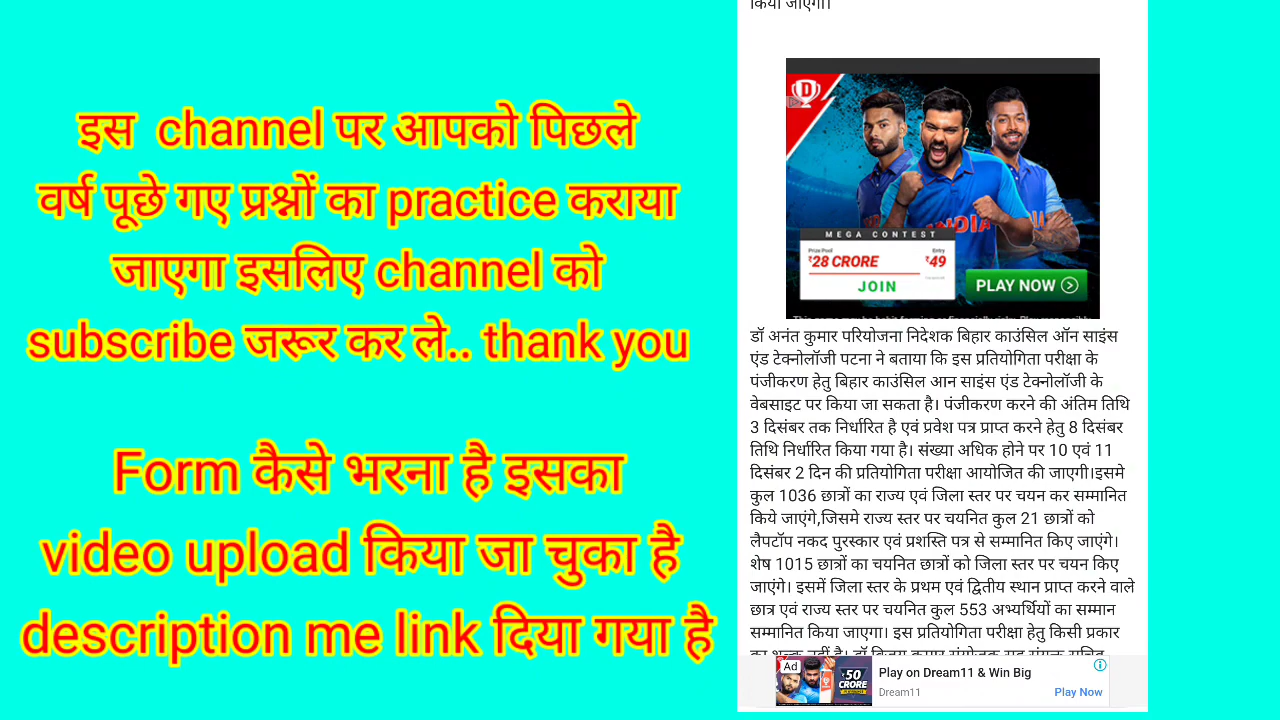 इस channel पर आपको पिछले
वर्ष पूछे गए प्रश्नों का practice कराया
जाएगा इसलिए channel को
subscribe जरूर कर ले.. thank you
Form कैसे भरना है इसका
video upload किया जा चुका है
description me link दिया गया है
किया जाएगा।
INDIA
MEGA CONTEST
Prize Pool
₹28 CRORE
Entry
₹49
JOIN
PLAY NOW
डॉ अनंत कुमार परियोजना निदेशक बिहार काउंसिल ऑन साइंस
एंड टेक्नोलॉजी पटना ने बताया कि इस प्रतियोगिता परीक्षा के
पंजीकरण हेतु बिहार काउंसिल आन साइंस एंड टेक्नोलॉजी के
वेबसाइट पर किया जा सकता है। पंजीकरण करने की अंतिम तिथि
3 दिसंबर तक निर्धारित है एवं प्रवेश पत्र प्राप्त करने हेतु 8 दिसंबर
तिथि निर्धारित किया गया है। संख्या अधिक होने पर 10 एवं 11
दिसंबर 2 दिन की प्रतियोगिता परीक्षा आयोजित की जाएगी।इसमे
कुल 1036 छात्रों का राज्य एवं जिला स्तर पर चयन कर सम्मानित
किये जाएंगे,जिसमे राज्य स्तर पर चयनित कुल 21 छात्रों को
लैपटॉप नकद पुरस्कार एवं प्रशस्ति पत्र से सम्मानित किए जाएंगे।
शेष 1015 छात्रों का चयनित छात्रों को जिला स्तर पर चयन किए
जाएंगे। इसमें जिला स्तर के प्रथम एवं द्वितीय स्थान प्राप्त करने वाले
छात्र एवं राज्य स्तर पर चयनित कुल 553 अभ्यर्थियों का सम्मान
सम्मानित किया जाएगा। इस प्रतियोगिता परीक्षा हेतु किसी प्रकार
Ad
50 CRORE
Play on Dream11 & Win Big
Dream11
Play Now